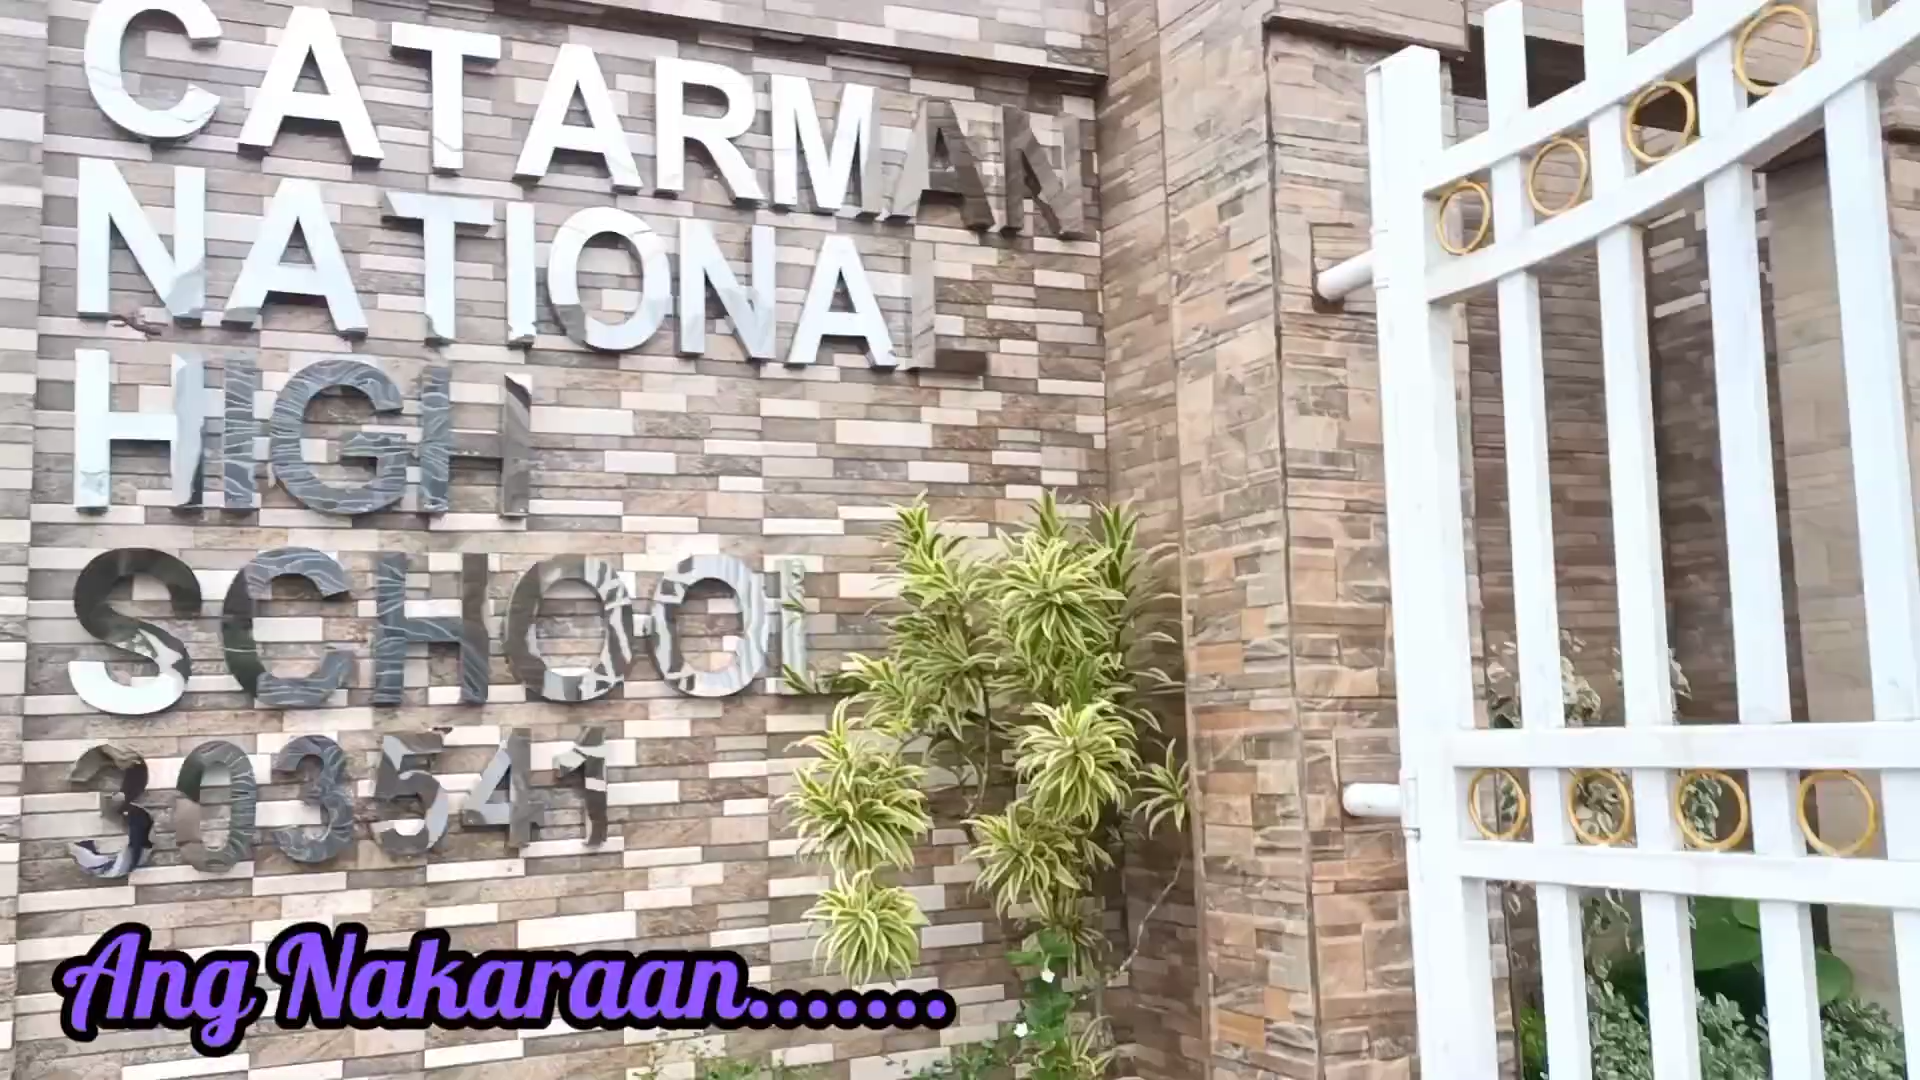 CATARMAN
NATIONAL
HIGH
SCHOOL
303541
Ang Nakaraan.......